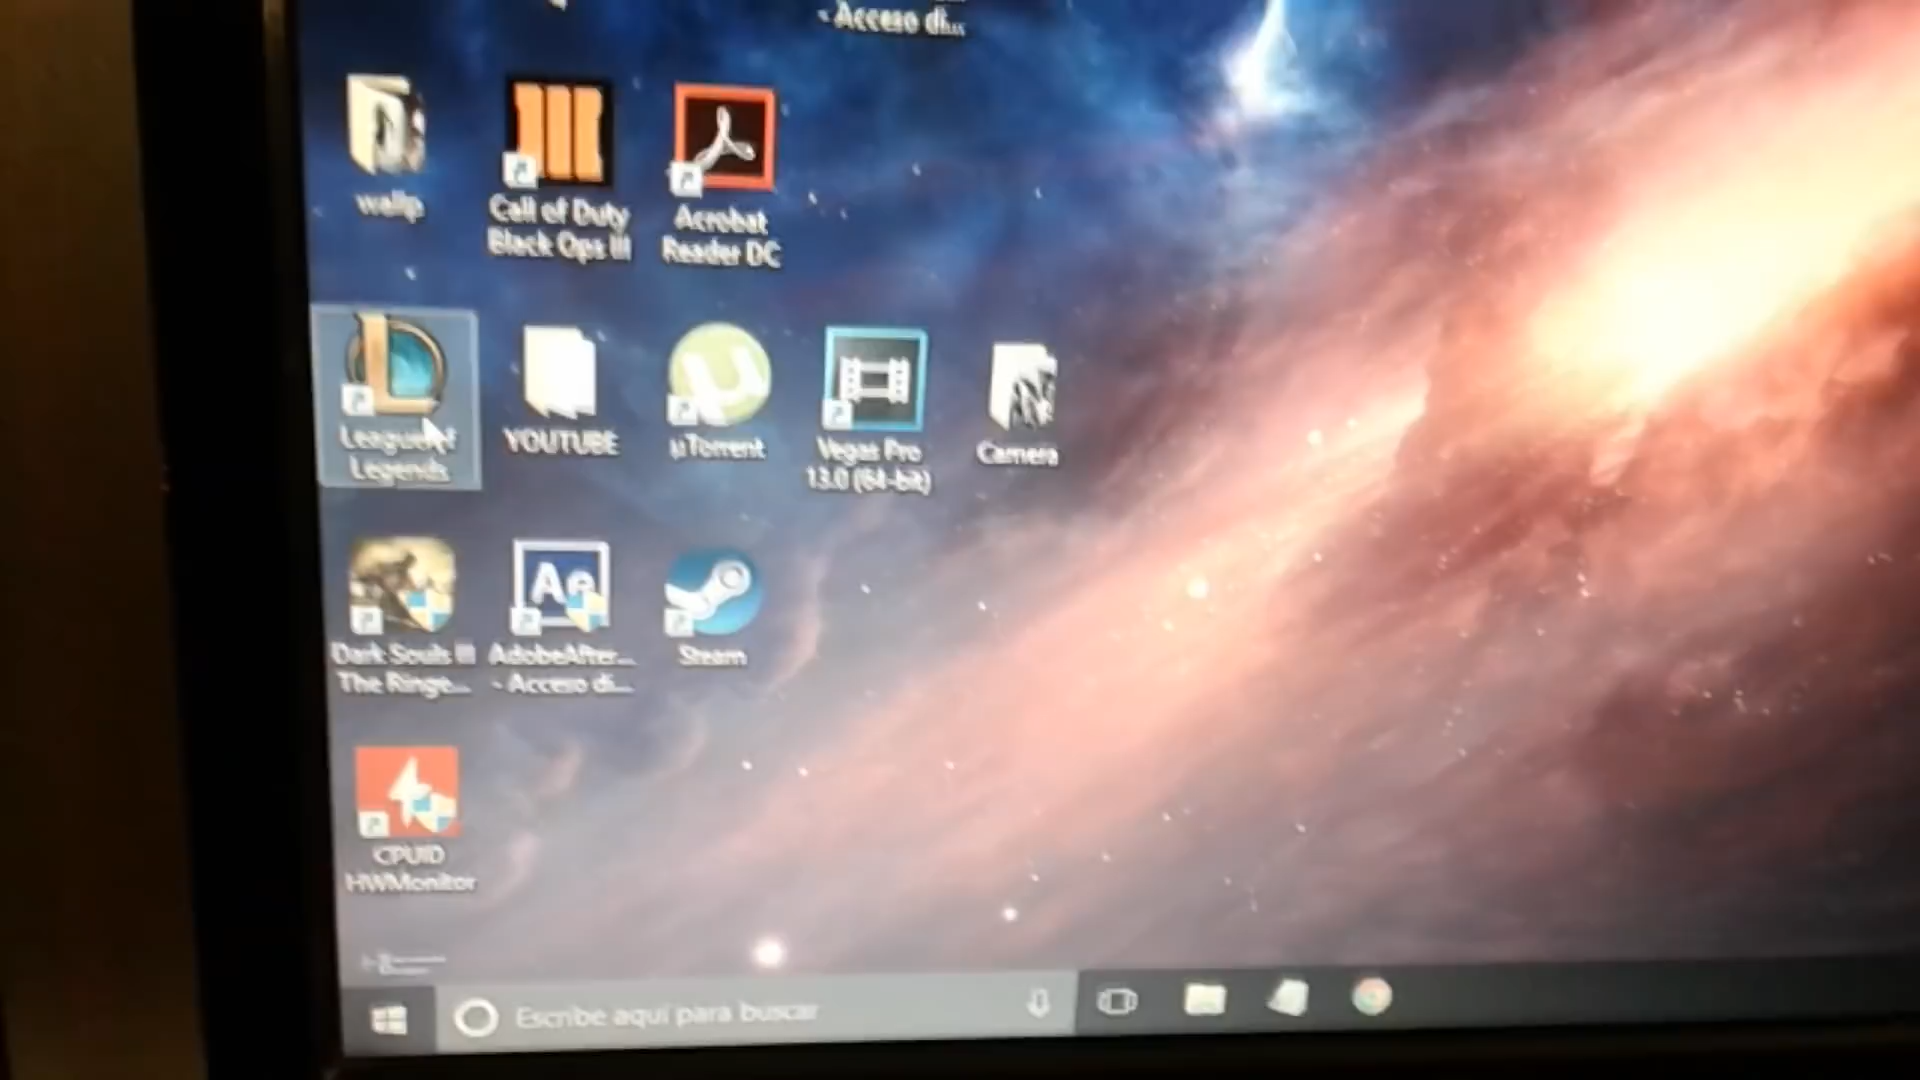 - Acceso di...
wallp
Call of Duty
Black Ops III
Acrobat
Reader DC
League of
Legends
YOUTUBE
µTorrent
Vegas Pro
13.0 (64-bit)
Camera
Dark Souls III
The Ringe...
AdobeAfter...
- Acceso di...
Ae
Steam
CPUID
HWMonitor
Escribe aquí para buscar